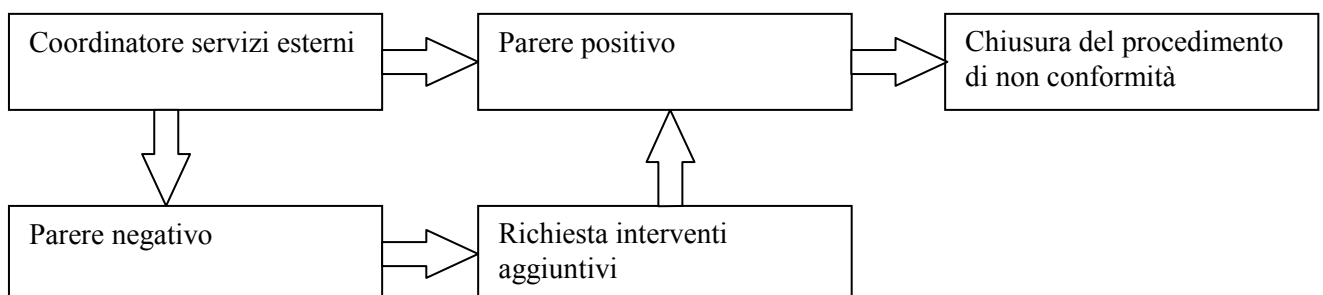 Coordinatore servizi esterni
Parere positivo
Chiusura del procedimento
di non conformità
Parere negativo
Richiesta interventi
aggiuntivi